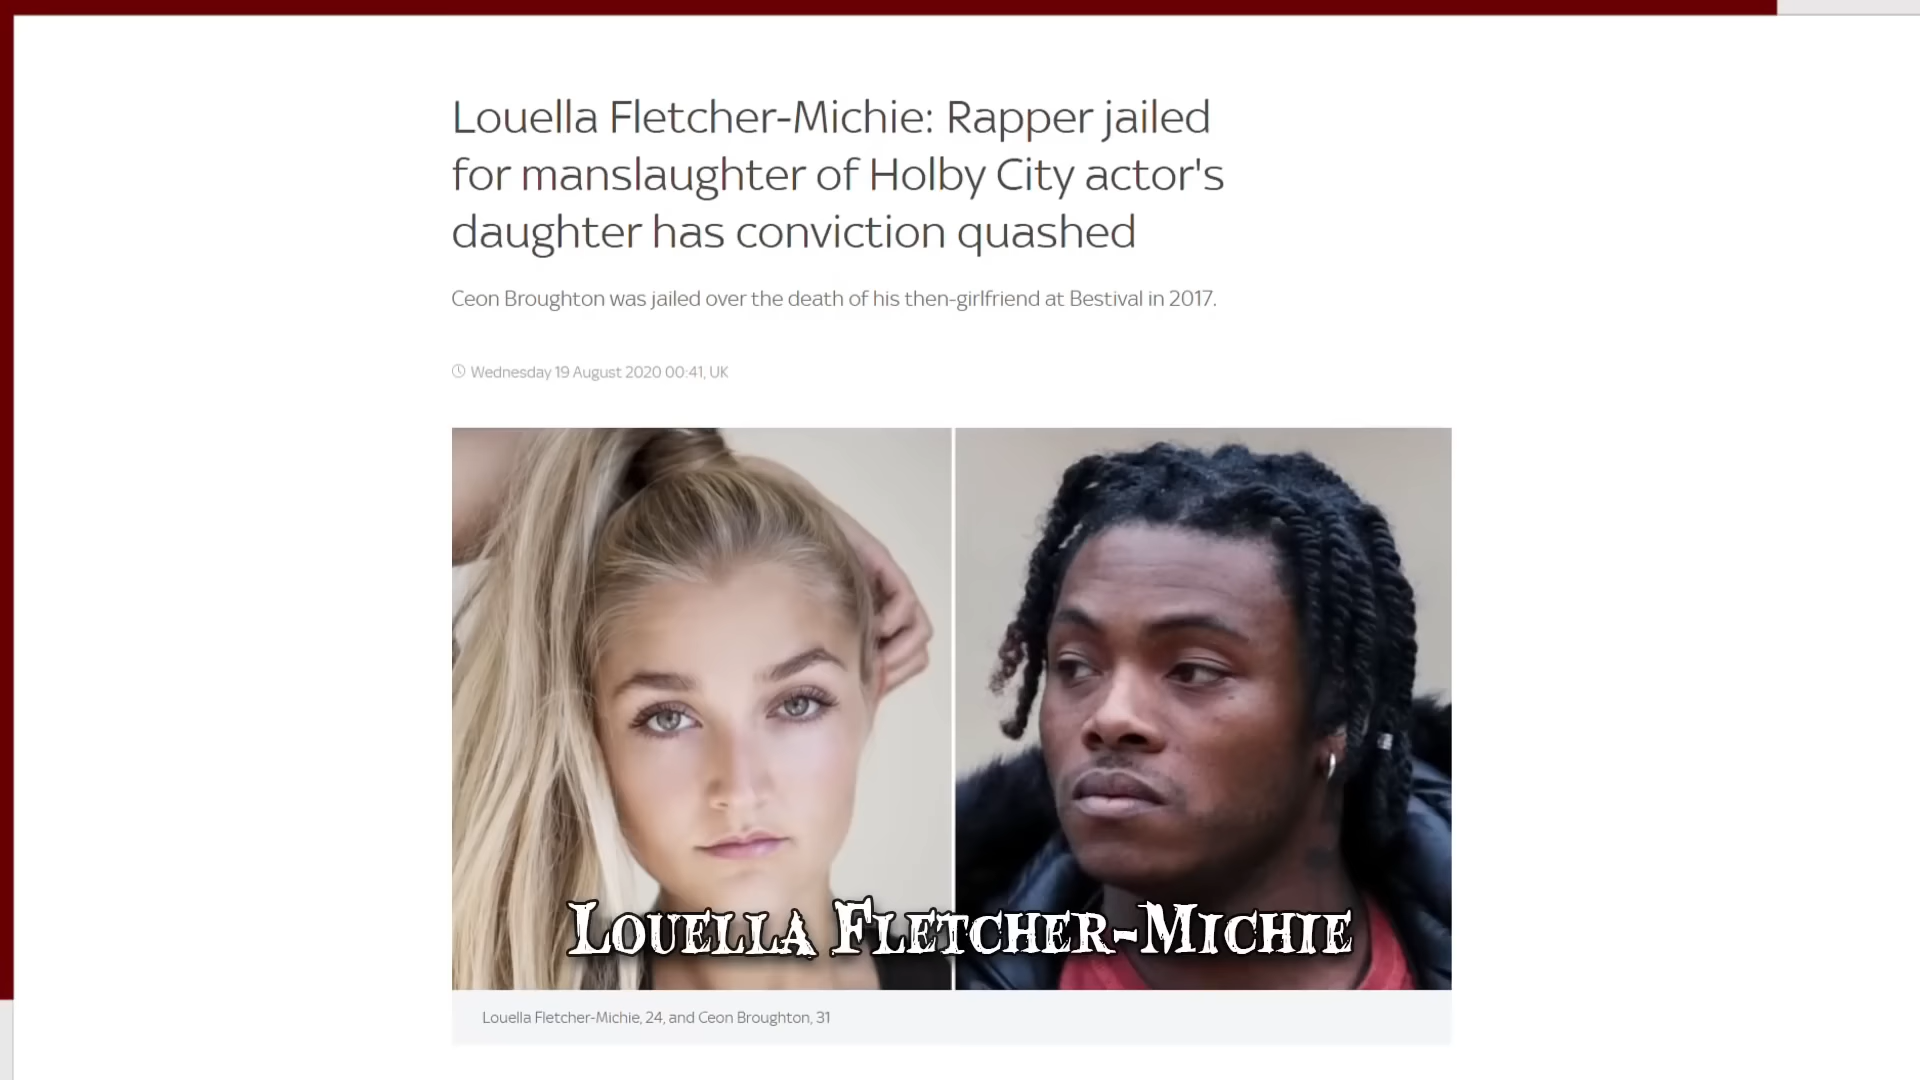 Louella Fletcher-Michie: Rapper jailed
for manslaughter of Holby City actor's
daughter has conviction quashed
Ceon Broughton was jailed over the death of his then-girlfriend at Bestival in 2017.
Wednesday 19 August 2020 00:41, UK
Louella Fletcher-Michie
Louella Fletcher-Michie, 24, and Ceon Broughton, 31